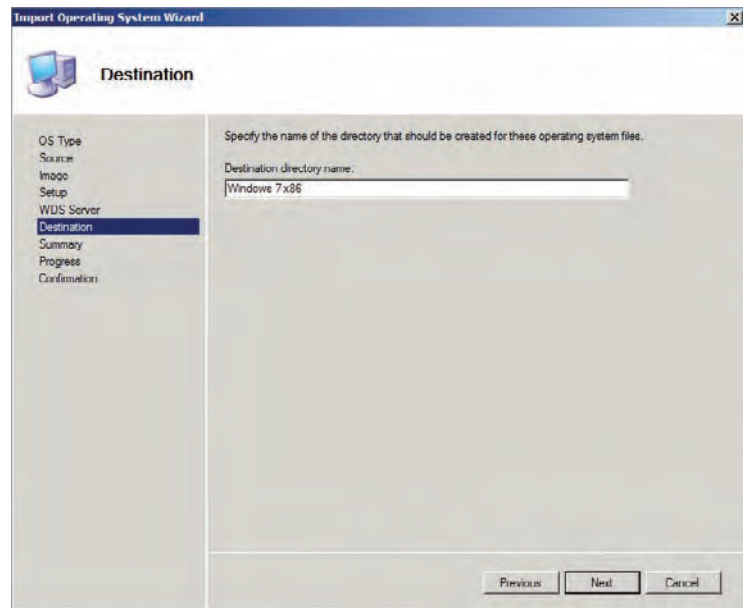 Import Operating System Wizard
Destination
OS Type
Source
Image
Setup
WDS Server
Destination
Summary
Progress
Confirmation
Specify the name of the directory that should be created for these operating system files.
Destination directory name:
Windows 7 x86
Previous
Next
Cancel